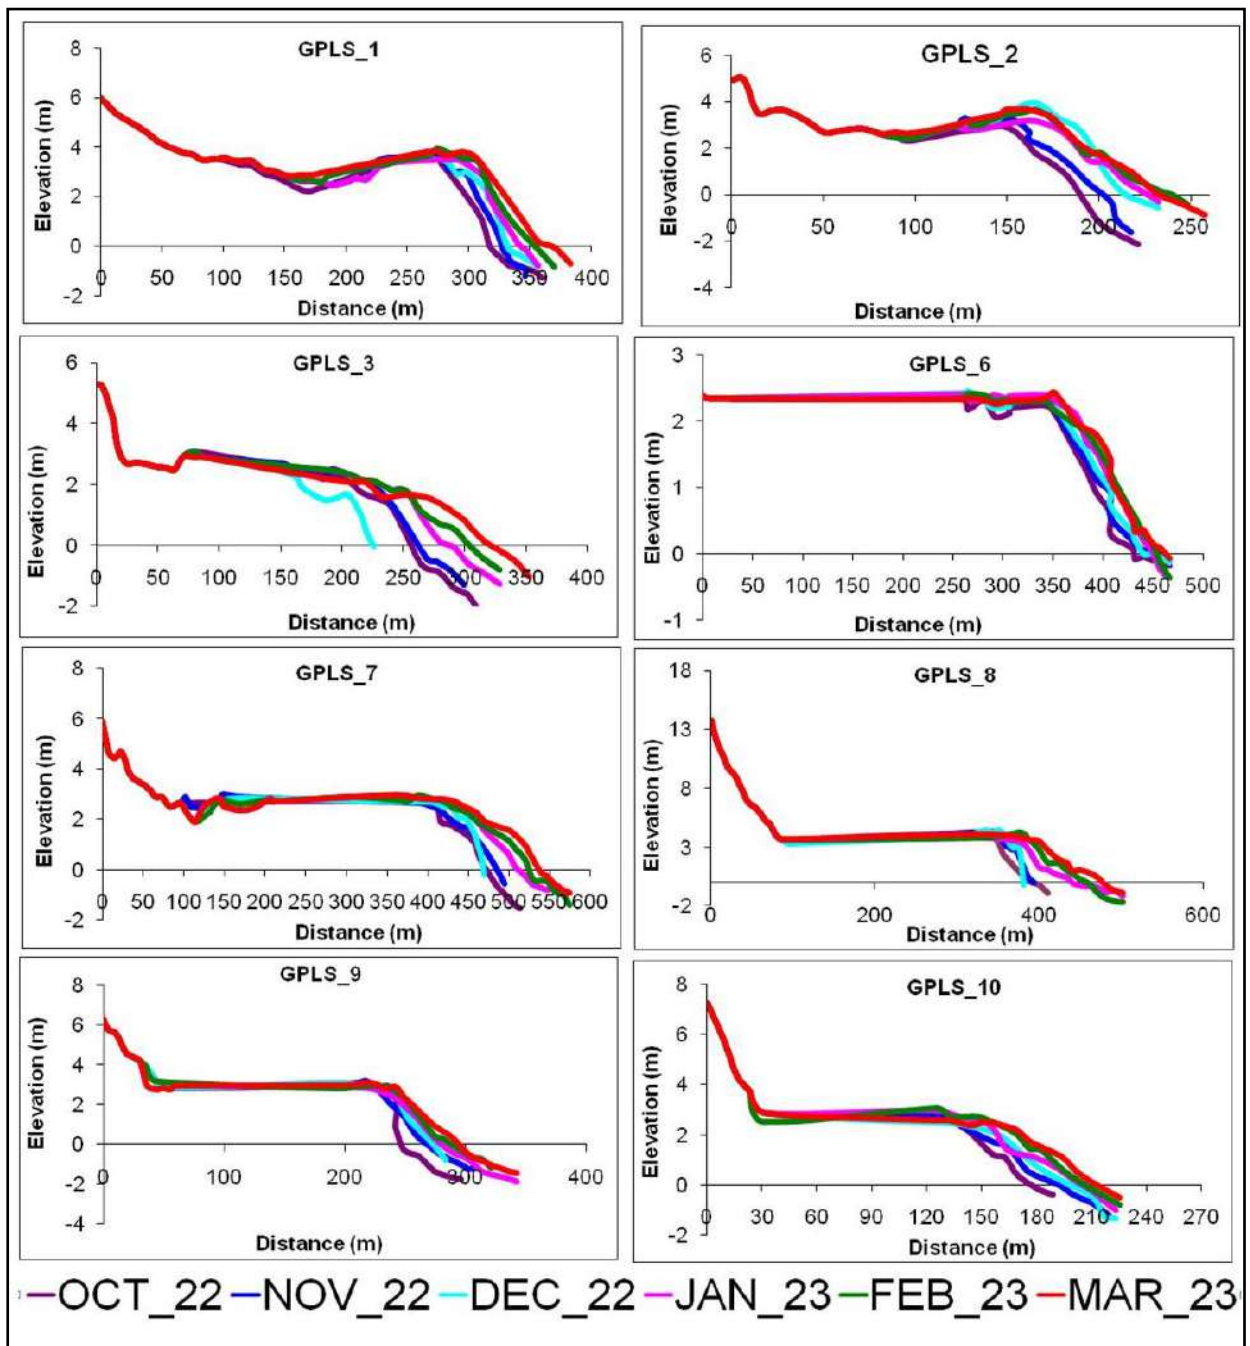 GPLS_1
Elevation (m)
8
6
4
2
0
-2
0 50 100 150 200 250 300 350 400
Distance (m)
GPLS_2
Elevation (m)
6
4
2
0
-2
-4
0 50 100 150 200 250
Distance (m)
GPLS_3
Elevation (m)
6
4
2
0
-2
0 50 100 150 200 250 300 350 400
Distance (m)
GPLS_6
Elevation (m)
3
2
1
0
-1
0 50 100 150 200 250 300 350 400 450 500
Distance (m)
GPLS_7
Elevation (m)
8
6
4
2
0
-2
0 50 100 150 200 250 300 350 400 450 500 550 600
Distance (m)
GPLS_8
Elevation (m)
18
13
8
3
-2
0 200 400 600
Distance (m)
GPLS_9
Elevation (m)
8
6
4
2
0
-2
-4
0 100 200 300 400
Distance (m)
GPLS_10
Elevation (m)
8
6
4
2
0
-2
0 30 60 90 120 150 180 210 240 270
Distance (m)
OCT_22 NOV_22 DEC_22 JAN_23 FEB_23 MAR_23